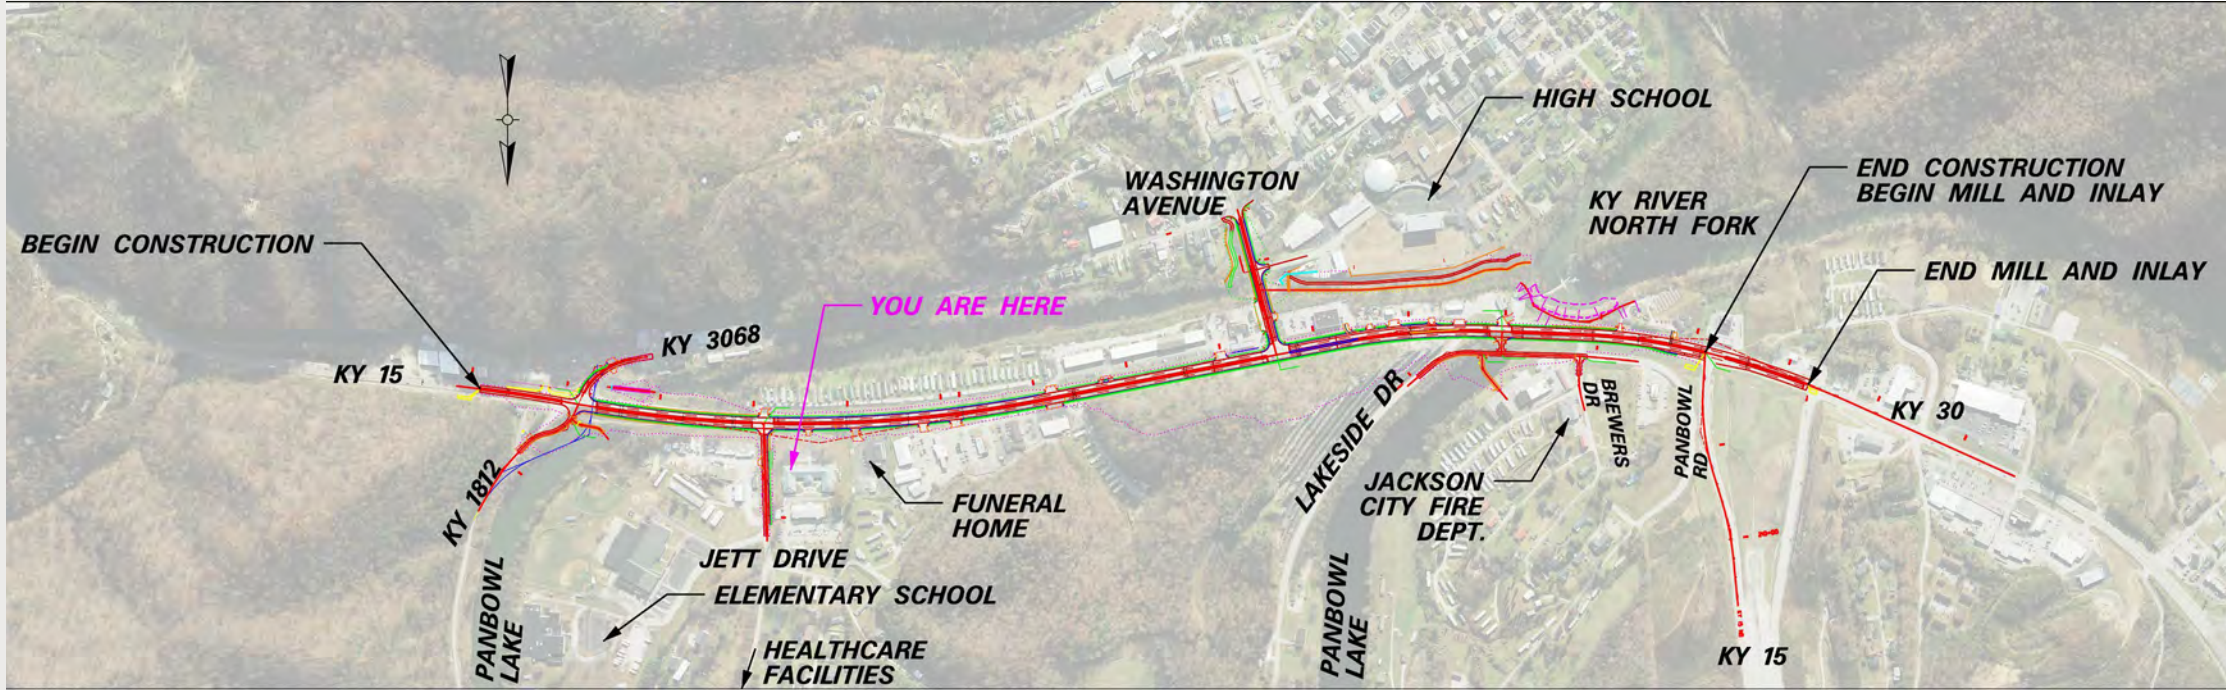 HIGH SCHOOL
WASHINGTON
AVENUE
END CONSTRUCTION
BEGIN MILL AND INLAY
KY RIVER
NORTH FORK
BEGIN CONSTRUCTION
END MILL AND INLAY
YOU ARE HERE
KY 3068
KY 15
LAKESIDE DR
BREWERS
DR
PANBOWL
RD
KY 30
KY 1812
FUNERAL
HOME
JACKSON
CITY FIRE
DEPT.
JETT DRIVE
ELEMENTARY SCHOOL
PANBOWL
LAKE
HEALTHCARE
FACILITIES
PANBOWL
LAKE
KY 15